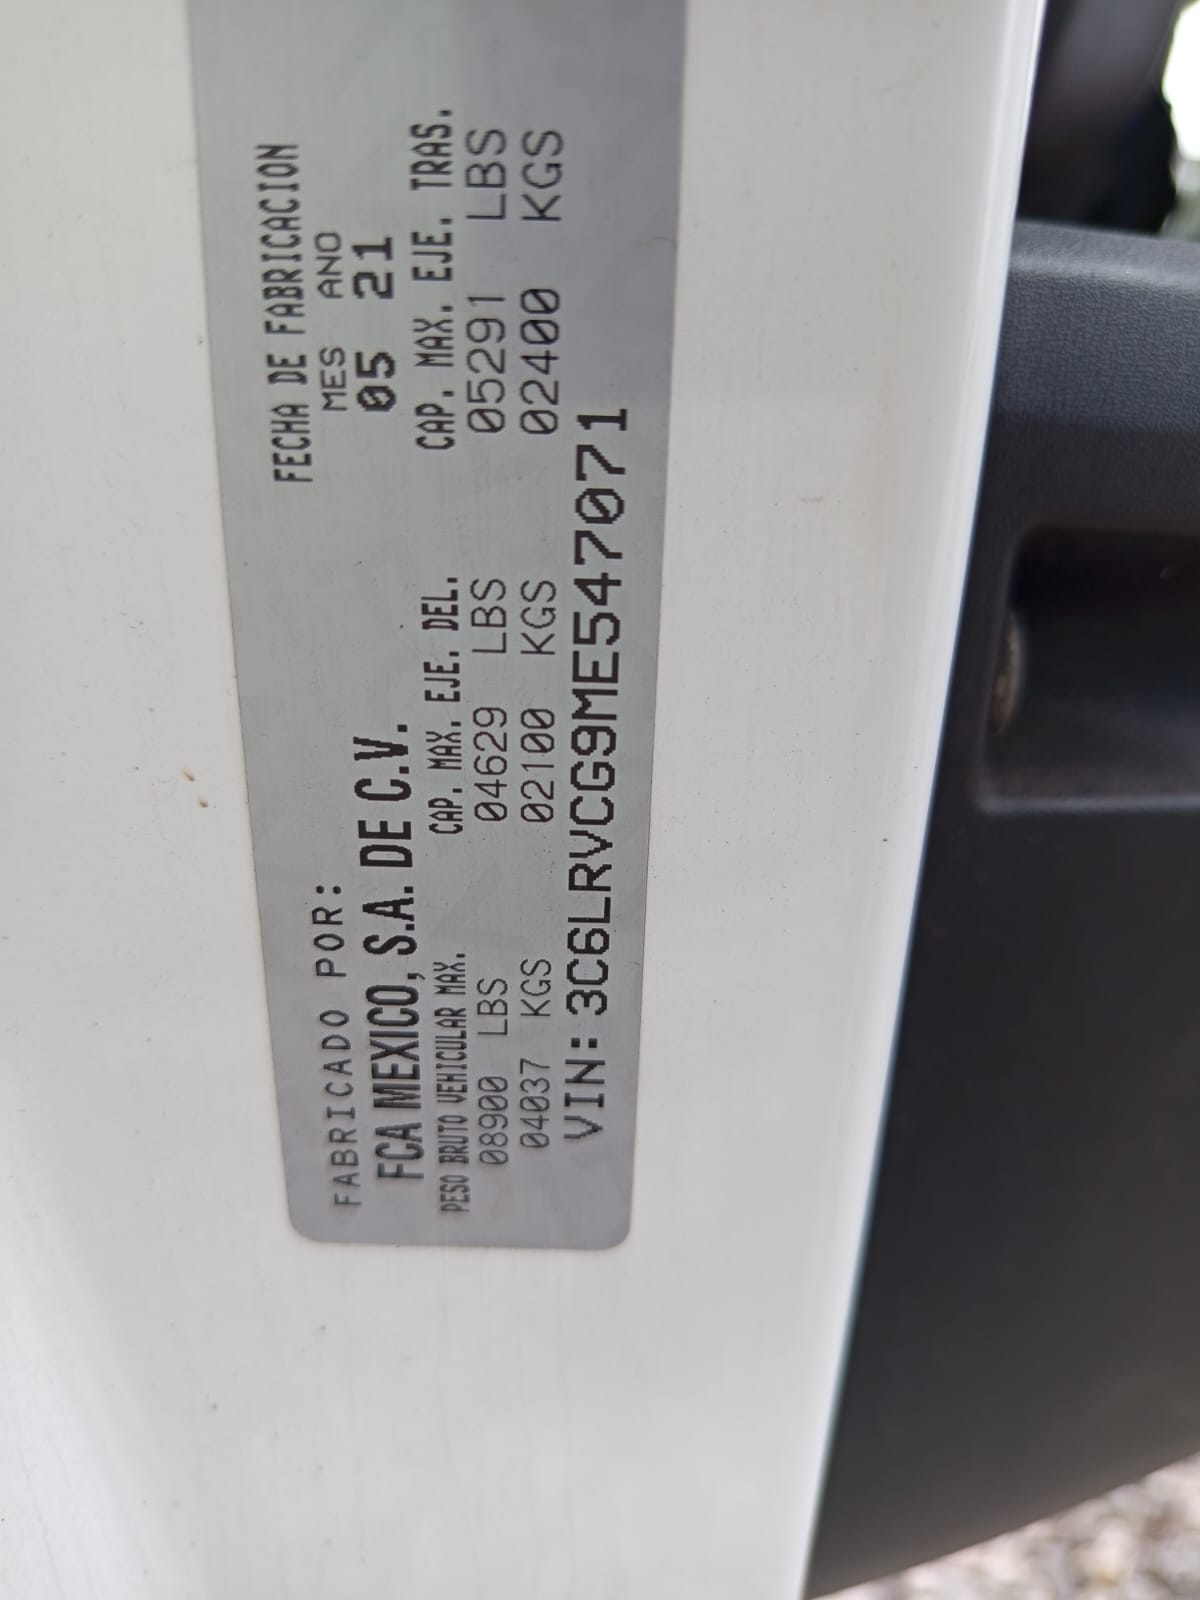 FECHA DE FABRICACION
FABRICADO POR:
MES ANO
FCA MEXICO, S.A. DE C.V.
05 21
PESO BRUTO VEHICULAR MAX.
CAP. MAX. EJE. DEL.
CAP. MAX. EJE. TRAS.
08900 LBS
04629 LBS
05291 LBS
04037 KGS
02100 KGS
02400 KGS
VIN: 3C6LRVCG9ME547071